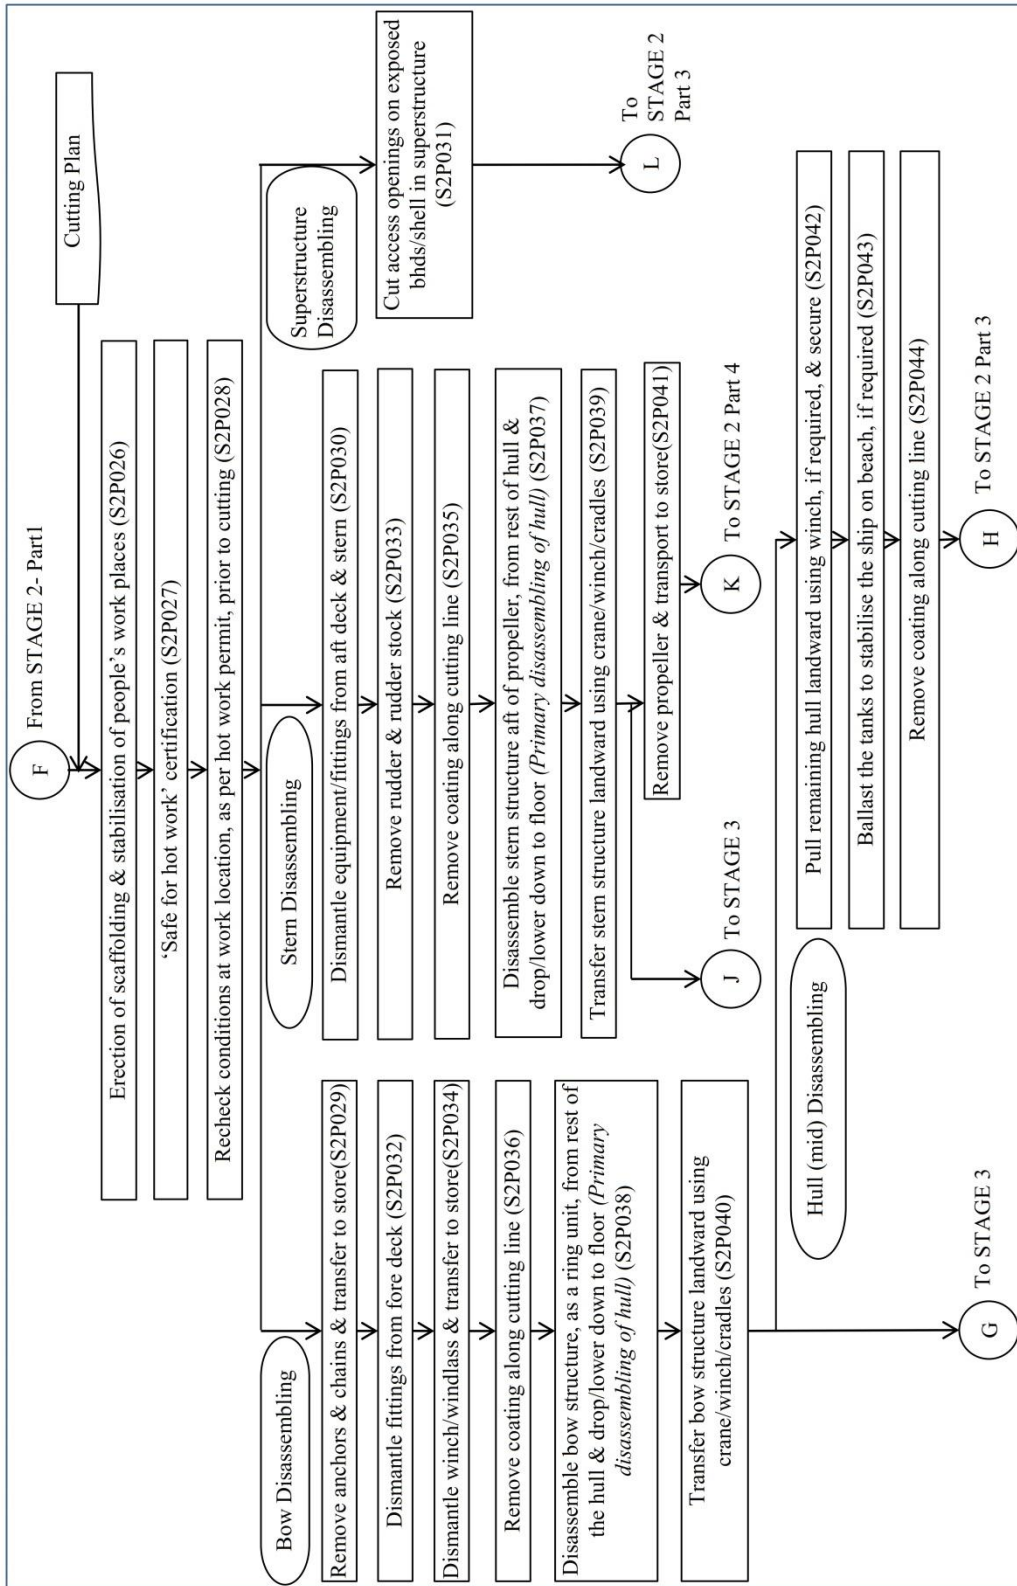 F
From STAGE 2- Part1
Cutting Plan
Erection of scaffolding & stabilisation of people’s work places (S2P026)
‘Safe for hot work’ certification (S2P027)
Recheck conditions at work location, as per hot work permit, prior to cutting (S2P028)
Bow Disassembling
Remove anchors & chains & transfer to store(S2P029)
Dismantle fittings from fore deck (S2P032)
Dismantle winch/windlass & transfer to store(S2P034)
Remove coating along cutting line (S2P036)
Disassemble bow structure, as a ring unit, from rest of
the hull & drop/lower down to floor (Primary
disassembling of hull) (S2P038)
Transfer bow structure landward using
crane/winch/cradles (S2P040)
G
To STAGE 3
Stern Disassembling
Dismantle equipment/fittings from aft deck & stern (S2P030)
Remove rudder & rudder stock (S2P033)
Remove coating along cutting line (S2P035)
Disassemble stern structure aft of propeller, from rest of hull &
drop/lower down to floor (Primary disassembling of hull) (S2P037)
Transfer stern structure landward using crane/winch/cradles (S2P039)
J
To STAGE 3
Remove propeller & transport to store(S2P041)
K
To STAGE 2 Part 4
Superstructure
Disassembling
Cut access openings on exposed
bhds/shell in superstructure
(S2P031)
L
To
STAGE 2
Part 3
Hull (mid) Disassembling
Pull remaining hull landward using winch, if required, & secure (S2P042)
Ballast the tanks to stabilise the ship on beach, if required (S2P043)
Remove coating along cutting line (S2P044)
H
To STAGE 2 Part 3